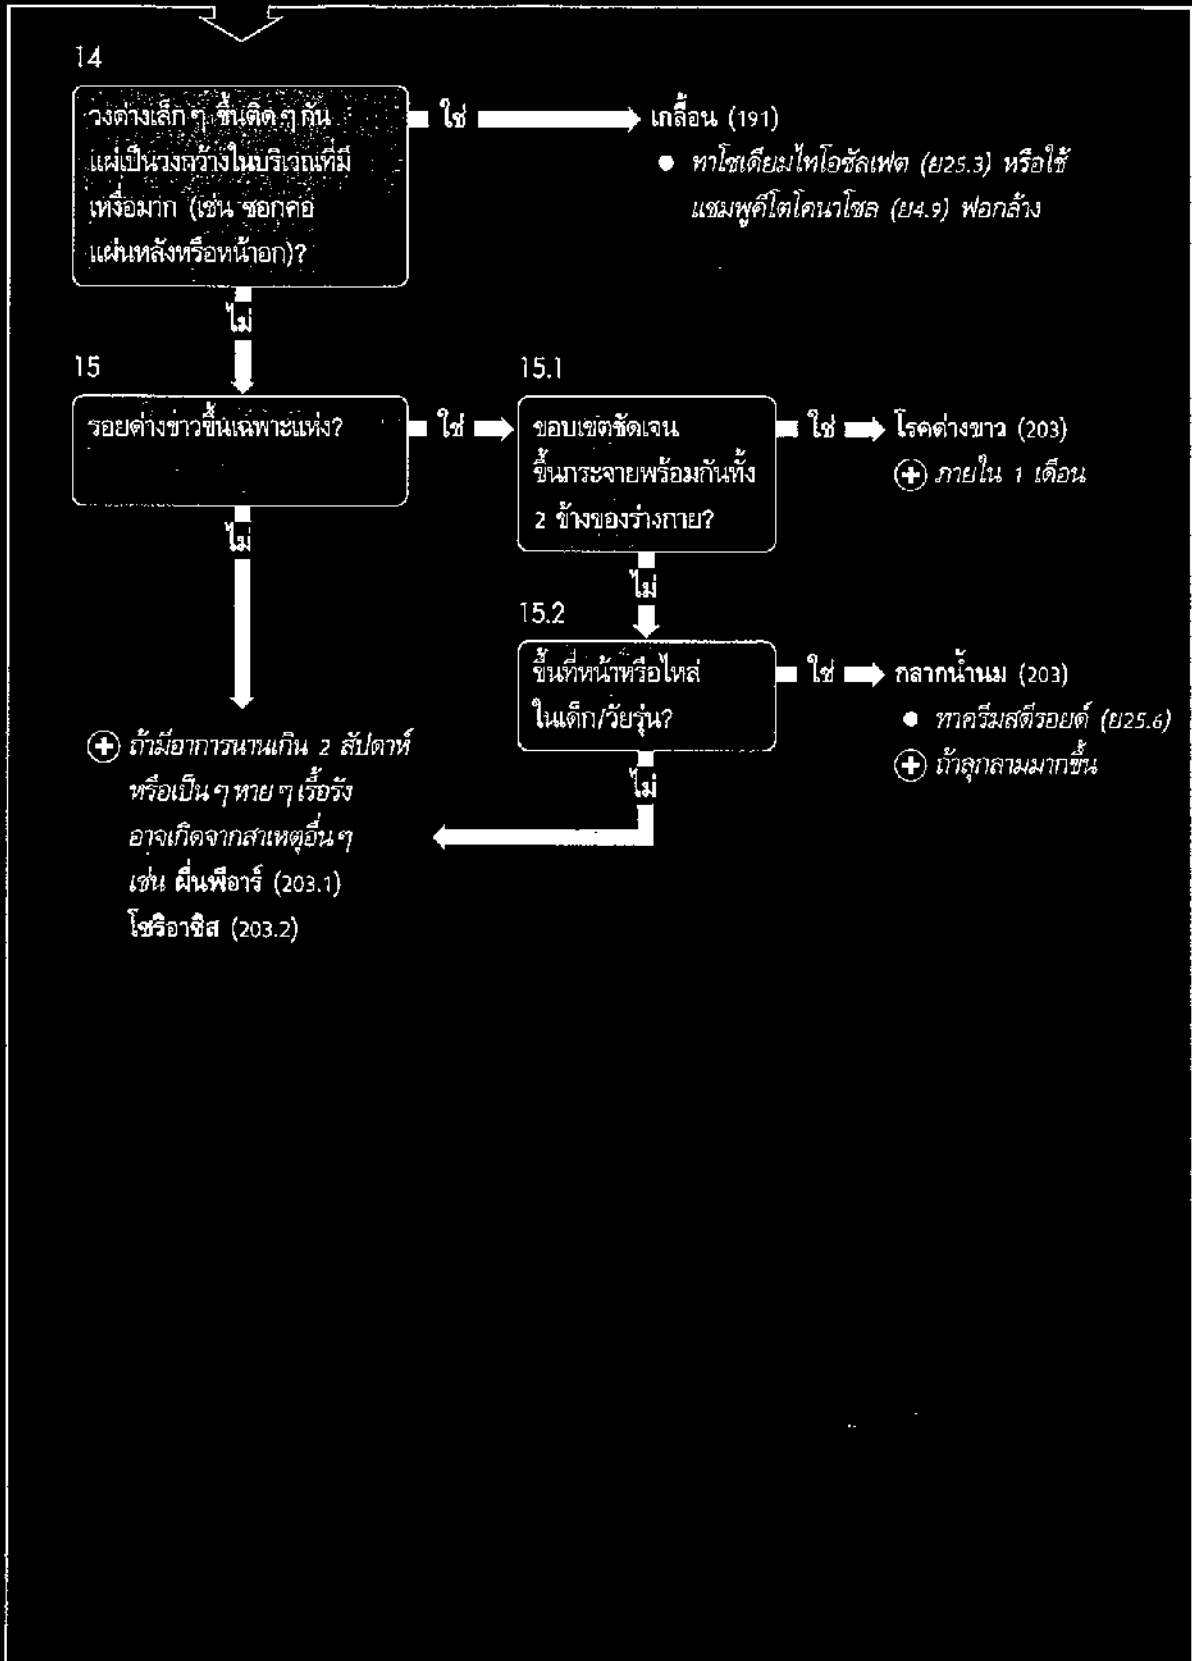 14
วงด่างเล็ก ๆ ขึ้นติด ๆ กัน
แผ่เป็นวงกว้างในบริเวณที่มี
เหงื่อมาก (เช่น ซอกคอ
แผ่นหลังหรือหน้าอก)?
ใช่
เกลื้อน (191)
● ทาโซเดียมไทโอซัลเฟต (ย25.3) หรือใช้
แชมพูคีโตโคนาโซล (ย4.9) ฟอกล้าง
ไม่
15
รอยด่างขาวขึ้นเฉพาะแห่ง?
ใช่
15.1
ขอบเขตชัดเจน
ขึ้นกระจายพร้อมกันทั้ง
2 ข้างของร่างกาย?
ใช่
โรคด่างขาว (203)
⊕ ภายใน 1 เดือน
ไม่
ไม่
15.2
ขึ้นที่หน้าหรือไหล่
ในเด็ก/วัยรุ่น?
ใช่
กลากน้ำนม (203)
● ทาครีมสตีรอยด์ (ย25.6)
⊕ ถ้าลุกลามมากขึ้น
ไม่
⊕ ถ้ามีอาการนานเกิน 2 สัปดาห์
หรือเป็น ๆ หาย ๆ เรื้อรัง
อาจเกิดจากสาเหตุอื่น ๆ
เช่น ผื่นพีอาร์ (203.1)
โซริอาซิส (203.2)